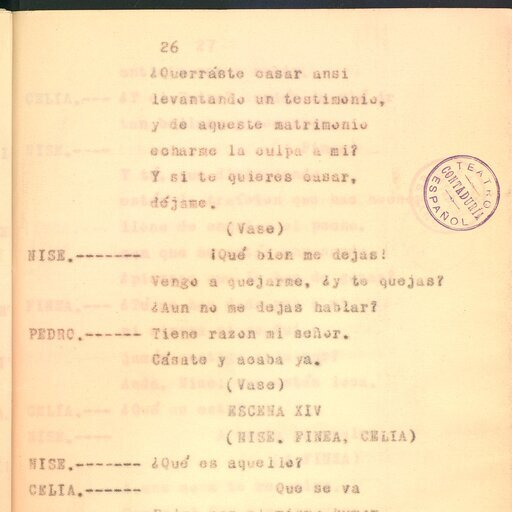 26
¿Querráste casar ansi
levantando un testimonio,
y de aqueste matrimonio
echarme la culpa a mi?
Y si te quieres casar,
déjame.
(Vase)
TEATRO ESPAÑOL
CONTADURIA
NISE.------- ¡Qué bien me dejas!
Vengo a quejarme, ¿y te quejas?
¿Aun no me dejas hablar?
PEDRO.------ Tiene razon mi señor.
Cásate y acaba ya.
(Vase)
ESCENA XIV
(NISE. FINEA, CELIA)
NISE.------- ¿Qué es aquello?
CELIA.------ Que se va